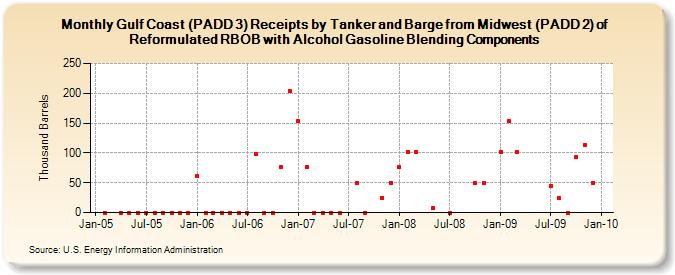 Monthly Gulf Coast (PADD 3) Receipts by Tanker and Barge from Midwest (PADD 2) of
Reformulated RBOB with Alcohol Gasoline Blending Components
Thousand Barrels
250
200
150
100
50
0
Jan-05 Jul-05 Jan-06 Jul-06 Jan-07 Jul-07 Jan-08 Jul-08 Jan-09 Jul-09 Jan-10
Source: U.S. Energy Information Administration